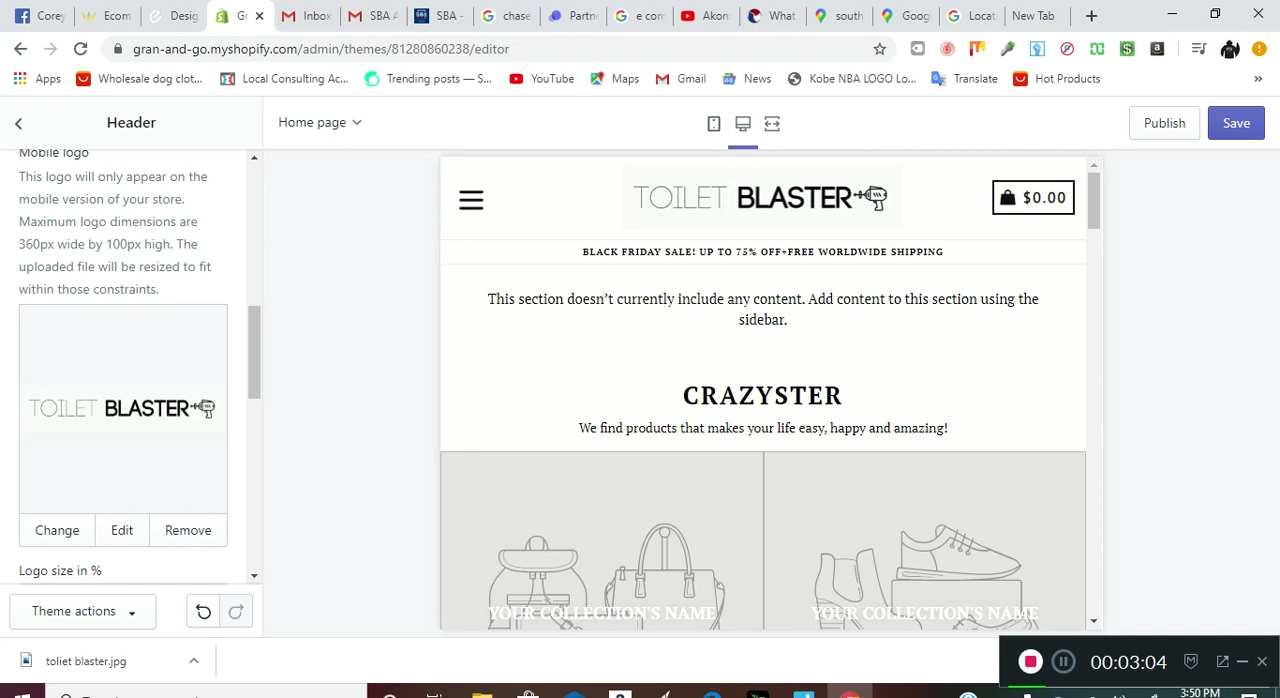 Corey
Ecom
Desig
Gr
Inbox
SBA A
SBA -
chase
Partne
e com
Akon
What
south
Goog
Locat
New Tab
gran-and-go.myshopify.com/admin/themes/81280860238/editor
Apps
Wholesale dog clot...
Local Consulting Ac...
Trending posts — S...
YouTube
Maps
Gmail
News
Kobe NBA LOGO Lo...
Translate
Hot Products
Header
Home page
Publish
Save
Mobile logo
This logo will only appear on the
mobile version of your store.
Maximum logo dimensions are
360px wide by 100px high. The
uploaded file will be resized to fit
within those constraints.
TOILET BLASTER
Change
Edit
Remove
Logo size in %
Theme actions
TOILET BLASTER
$0.00
BLACK FRIDAY SALE! UP TO 75% OFF+FREE WORLDWIDE SHIPPING
This section doesn't currently include any content. Add content to this section using the
sidebar.
CRAZYSTER
We find products that makes your life easy, happy and amazing!
YOUR COLLECTION'S NAME
YOUR COLLECTION'S NAME
toliet blaster.jpg
00:03:04
3:50 PM